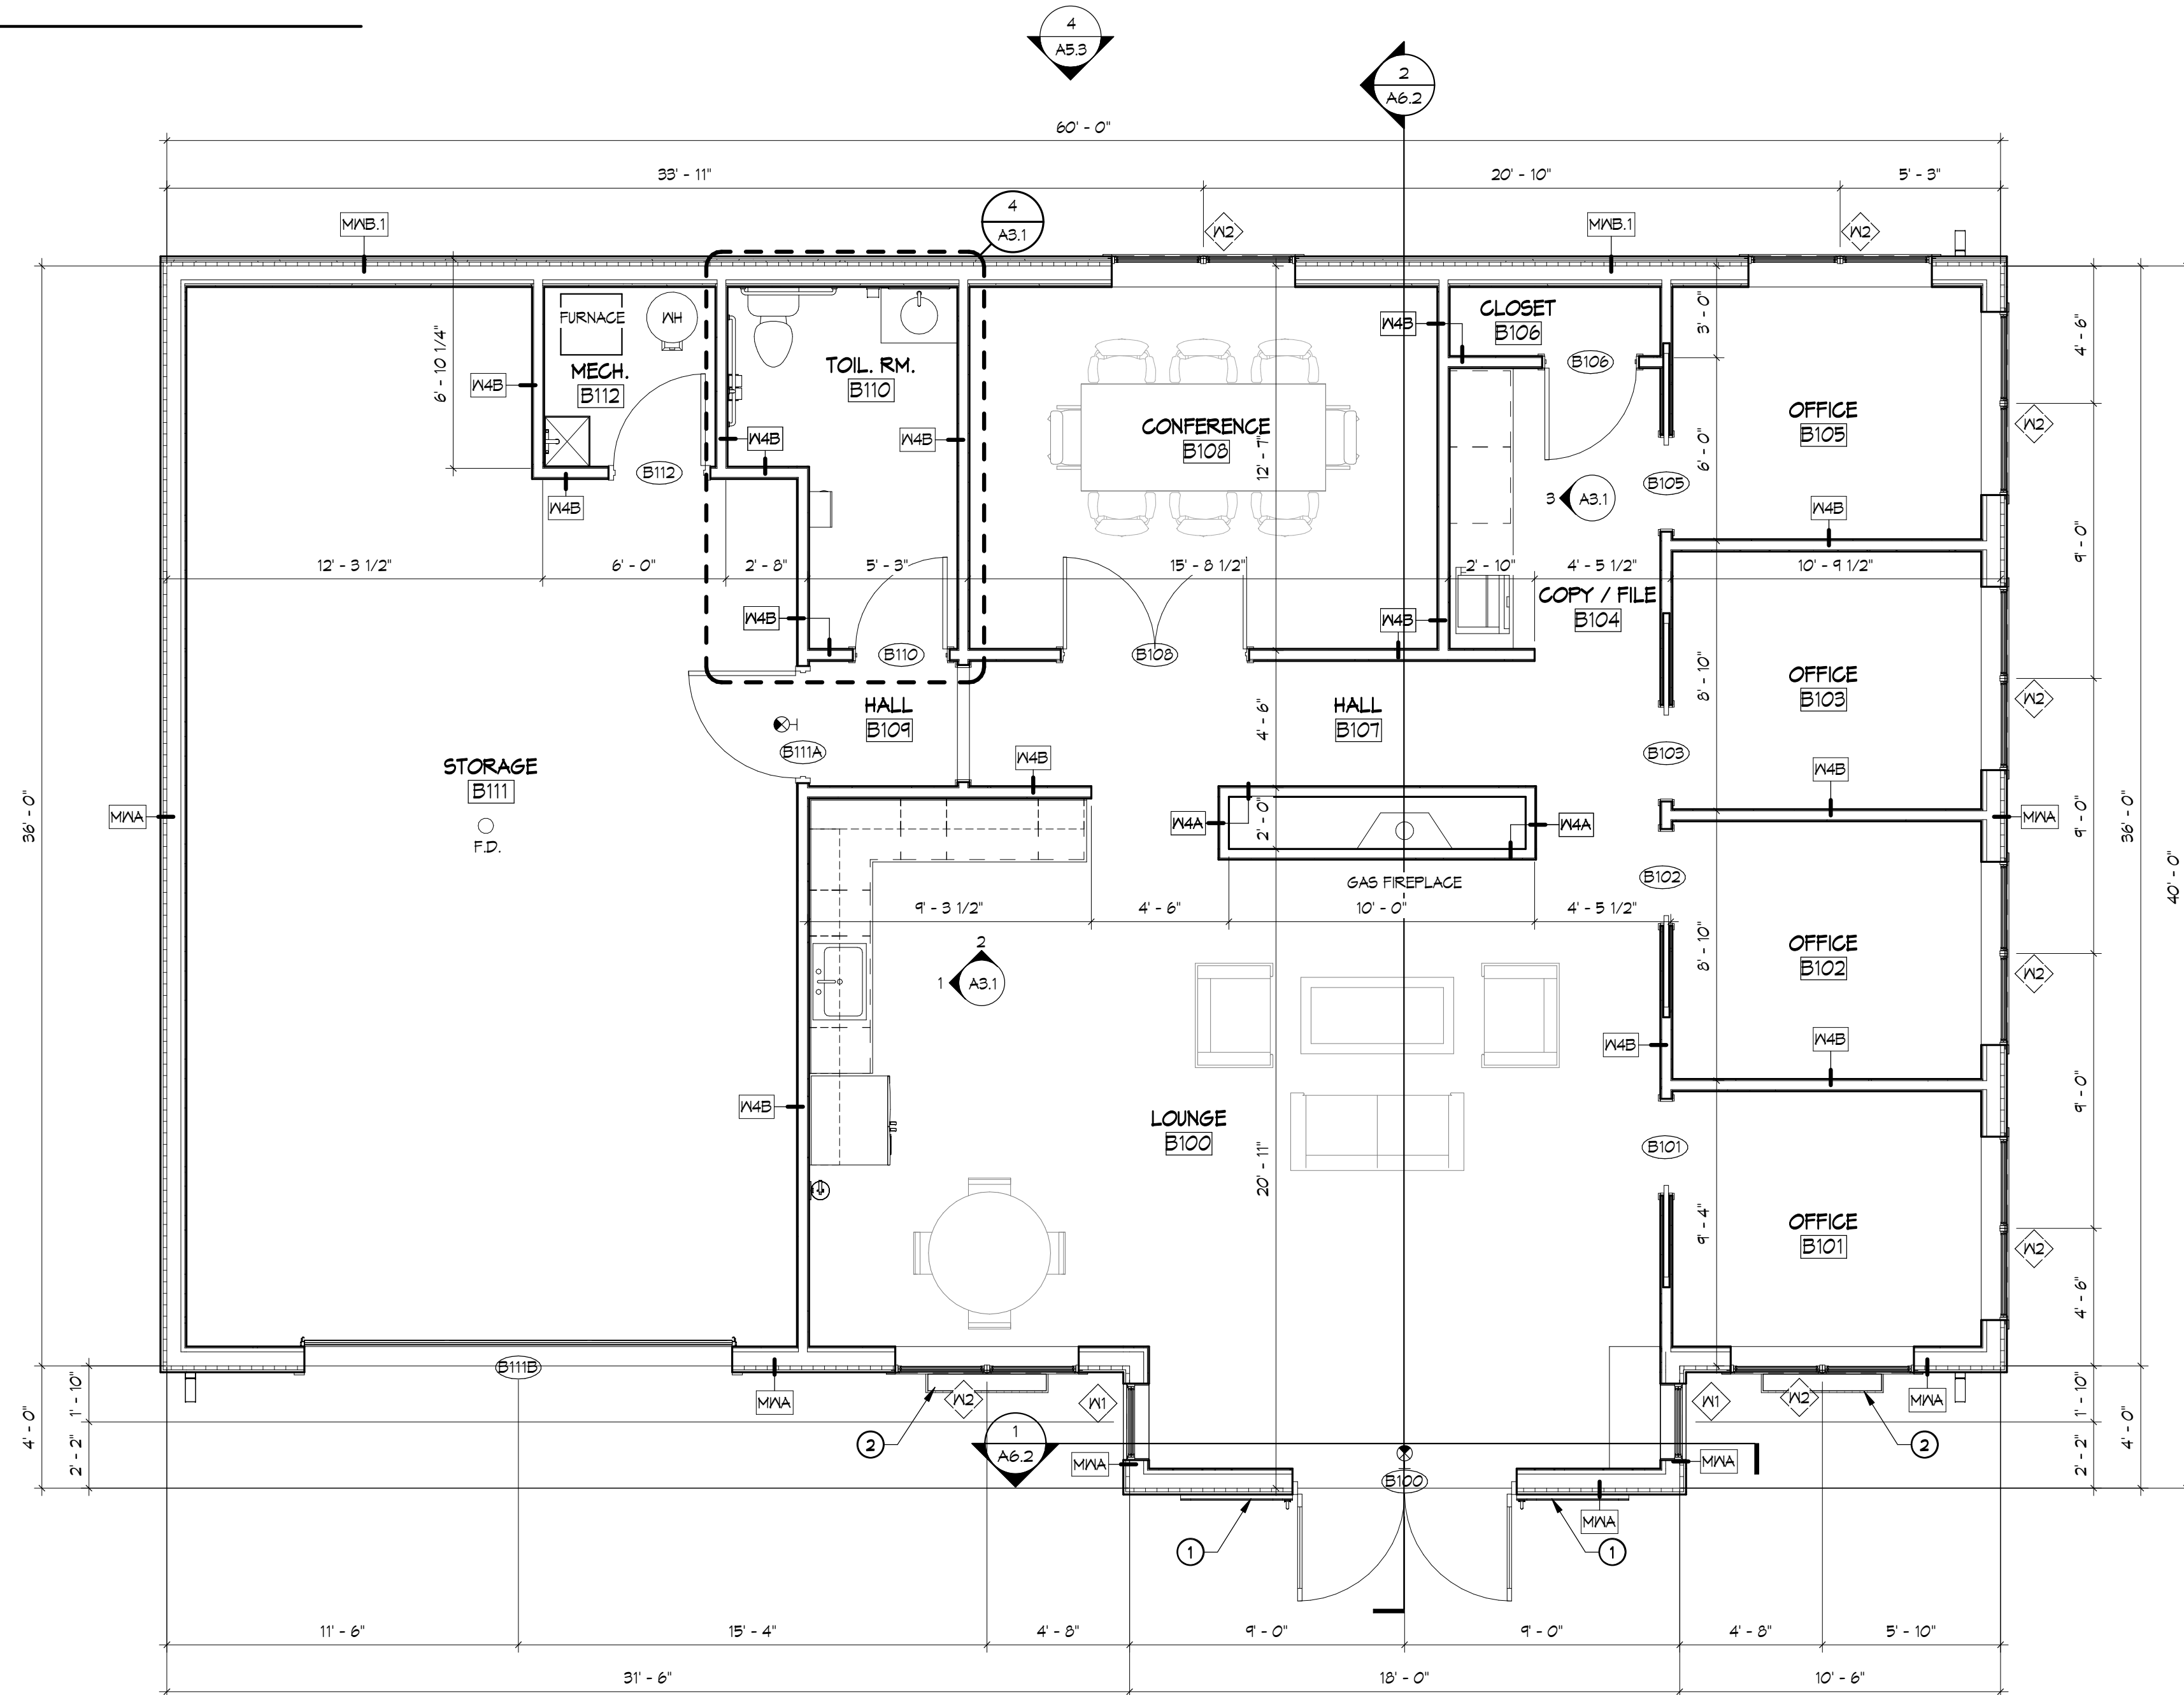 4
A5.3
2
A6.2
60' - 0"
33' - 11"
20' - 10"
5' - 3"
4
A3.1
MWB.1
W2
MWB.1
W2
FURNACE
WH
MECH.
B112
6' - 10 1/4"
W4B
TOIL. RM.
B110
W4B
W4B
CLOSET
B106
W4B
B106
3' - 0"
4' - 6"
CONFERENCE
B108
12' - 7"
OFFICE
B105
W2
6' - 0"
B112
W4B
3
A3.1
B105
W4B
9' - 0"
12' - 3 1/2"
6' - 0"
2' - 8"
5' - 3"
15' - 8 1/2"
2' - 10"
4' - 5 1/2"
10' - 9 1/2"
COPY / FILE
B104
W4B
W4B
B110
B108
OFFICE
B103
8' - 10"
W2
HALL
B109
HALL
B107
4' - 6"
B111A
B103
W4B
W4B
STORAGE
B111
F.D.
MWA
36' - 0"
W4A
2' - 0"
W4A
MWA
9' - 0"
36' - 0"
40' - 0"
GAS FIREPLACE
B102
9' - 3 1/2"
4' - 6"
10' - 0"
4' - 5 1/2"
8' - 10"
OFFICE
B102
W2
2
1
A3.1
W4B
W4B
W4B
9' - 0"
LOUNGE
B100
20' - 11"
B101
9' - 4"
OFFICE
B101
W2
4' - 6"
B111B
MWA
W2
W1
W1
W2
MWA
4' - 0"
1' - 10"
2' - 2"
1' - 10"
2' - 2"
4' - 0"
2
1
A6.2
MWA
B100
MWA
2
MWA
1
1
11' - 6"
15' - 4"
4' - 8"
9' - 0"
9' - 0"
4' - 8"
5' - 10"
31' - 6"
18' - 0"
10' - 6"